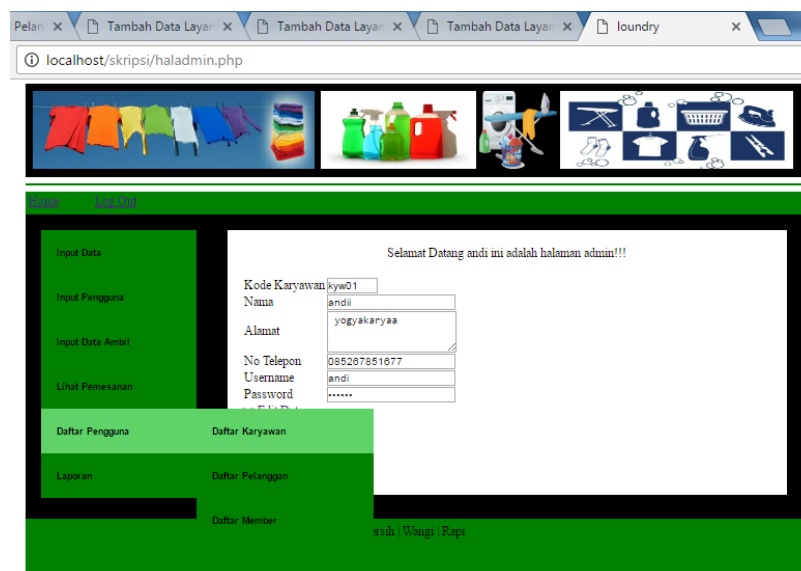 Pelan
Tambah Data Layan
Tambah Data Layan
Tambah Data Layan
loundry
localhost/skripsi/haladmin.php
Home Log Out
Input Data
Input Pengguna
Input Data Ambil
Lihat Pemesanan
Daftar Pengguna
Laporan
Daftar Karyawan
Daftar Pelanggan
Daftar Member
Selamat Datang andi ini adalah halaman admin!!!
Kode Karyawan kyw01
Nama andii
Alamat yogyakaryaa
No Telepon 085267851677
Username andi
Password ••••••
| Wangi | Rapi